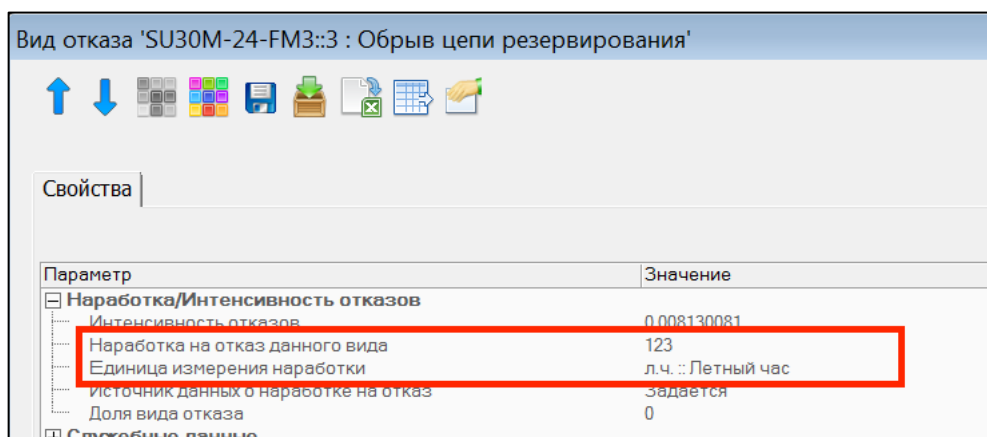 Вид отказа 'SU30M-24-FM3::3 : Обрыв цепи резервирования'
Свойства
Параметр Значение
Наработка/Интенсивность отказов
Интенсивность отказов 0,008130081
Наработка на отказ данного вида 123
Единица измерения наработки л.ч. :: Летный час
Источник данных о наработке на отказ Задается
Доля вида отказа 0
Служебные данные